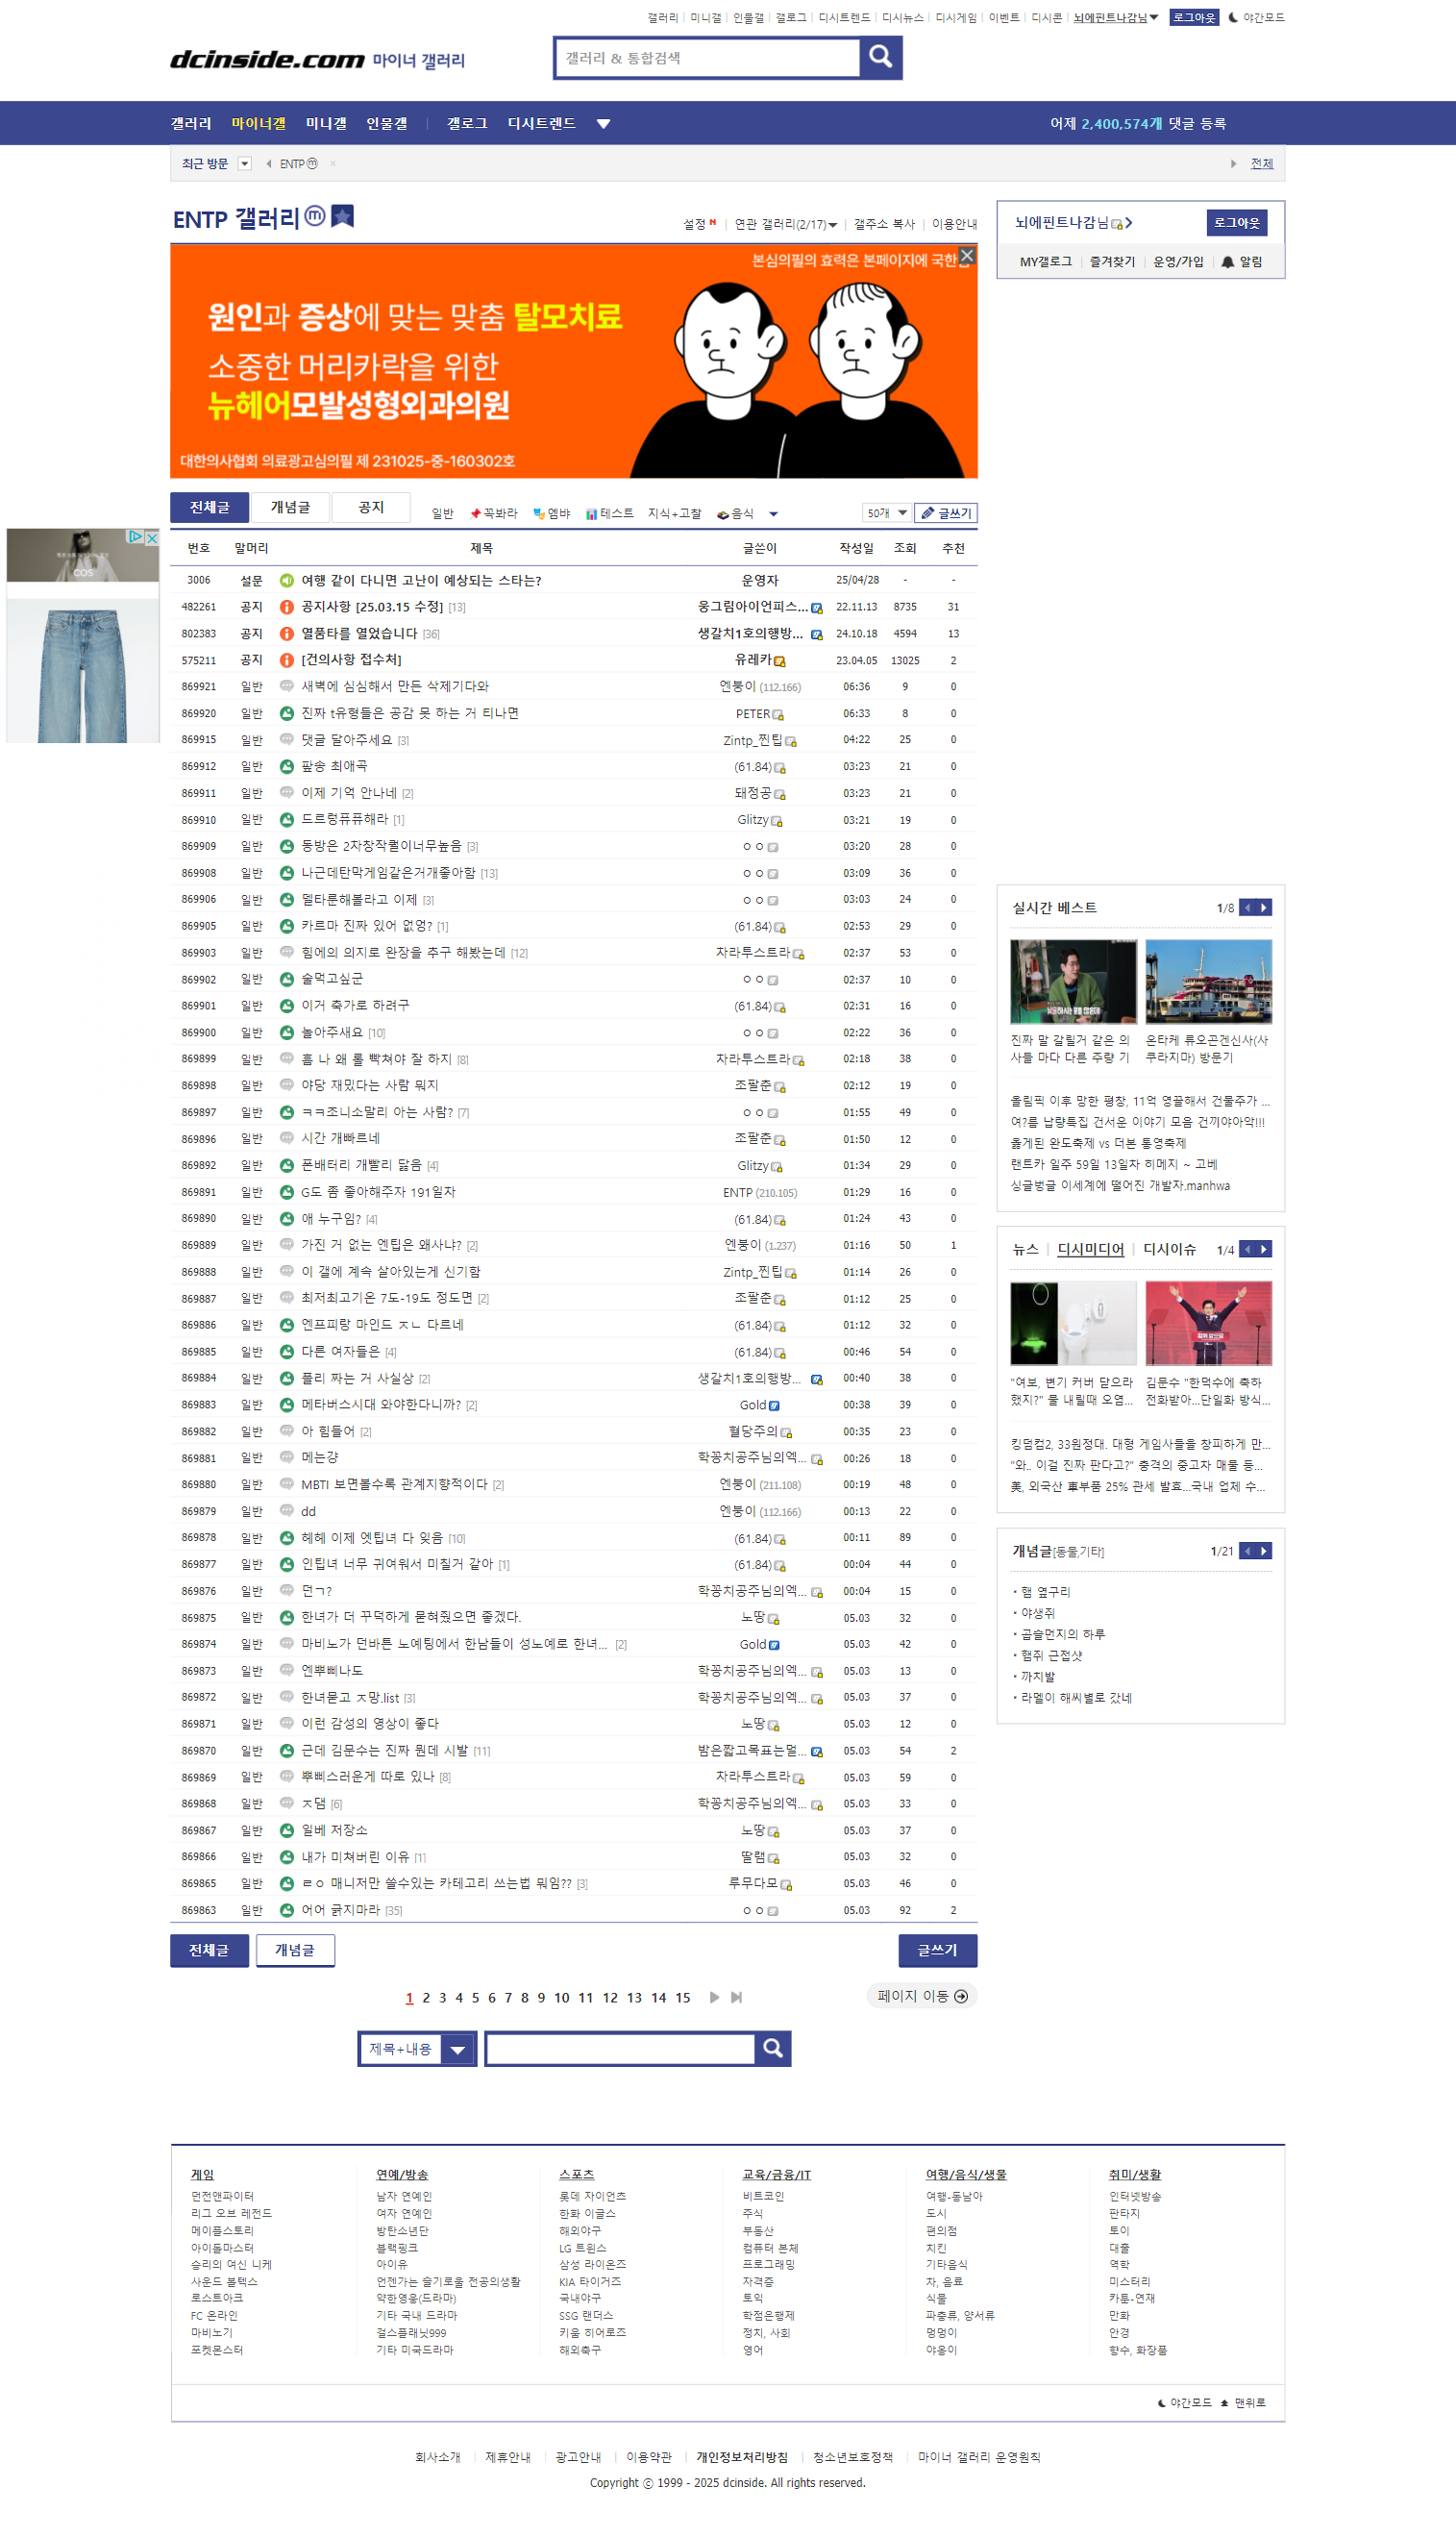 갤러리 미니갤 인물갤 갤로그 디시트렌드 디시뉴스 디시게임 이벤트 디시콘 뇌에핀트나감님 로그아웃 야간모드
dcinside.com 마이너 갤러리
갤러리 & 통합검색
갤러리 마이너갤 미니갤 인물갤 갤로그 디시트렌드 어제 2,400,574개 댓글 등록
최근 방문 ENTP ⓜ × 전체
ENTP 갤러리 ⓜ
설정 N 연관 갤러리(2/17) 갤주소 복사 이용안내
뇌에핀트나감님 로그아웃
MY갤로그 즐겨찾기 운영/가입 알림
본심의필의 효력은 본페이지에 국한
원인과 증상에 맞는 맞춤 탈모치료
소중한 머리카락을 위한
뉴헤어모발성형외과의원
대한의사협회 의료광고심의필 제 231025-중-160302호
전체글 개념글 공지 일반 꼭봐라 엠뱌 테스트 지식+고찰 음식 50개 글쓰기
COS
번호 말머리 제목 글쓴이 작성일 조회 추천
3006 설문 여행 같이 다니면 고난이 예상되는 스타는? 운영자 25/04/28 - -
482261 공지 공지사항 [25.03.15 수정] [13] 웅그림아이언피스... 22.11.13 8735 31
802383 공지 열품타를 열었습니다 [36] 생갈치1호의행방... 24.10.18 4594 13
575211 공지 [건의사항 접수처] 유레카 23.04.05 13025 2
869921 일반 새벽에 심심해서 만든 삭제기다와 엔붕이 (112.166) 06:36 9 0
869920 일반 진짜 t유형들은 공감 못 하는 거 티나면 PETER 06:33 8 0
869915 일반 댓글 달아주세요 [3] Zintp_찐팁 04:22 25 0
869912 일반 팦송 최애곡 (61.84) 03:23 21 0
869911 일반 이제 기억 안나네 [2] 돼정공 03:23 21 0
869910 일반 드르렁퓨퓨해라 [1] Glitzy 03:21 19 0
869909 일반 동방은 2차창작퀄이너무높음 [3] ㅇㅇ 03:20 28 0
869908 일반 나근데탄막게임같은거개좋아함 [13] ㅇㅇ 03:09 36 0
869906 일반 델타룬해볼라고 이제 [3] ㅇㅇ 03:03 24 0
869905 일반 카르마 진짜 있어 없엉? [1] (61.84) 02:53 29 0
869903 일반 힘에의 의지로 완장을 추구 해봤는데 [12] 차라투스트라 02:37 53 0
869902 일반 술먹고싶군 ㅇㅇ 02:37 10 0
869901 일반 이거 축가로 하려구 (61.84) 02:31 16 0
869900 일반 놀아주새요 [10] ㅇㅇ 02:22 36 0
869899 일반 흠 나 왜 롤 빡쳐야 잘 하지 [8] 차라투스트라 02:18 38 0
869898 일반 야당 재밌다는 사람 뭐지 조팔춘 02:12 19 0
869897 일반 ㅋㅋ조니소말리 아는 사람? [7] ㅇㅇ 01:55 49 0
869896 일반 시간 개빠르네 조팔춘 01:50 12 0
869892 일반 폰배터리 개빨리 닳음 [4] Glitzy 01:34 29 0
869891 일반 G도 좀 좋아해주자 191일차 ENTP (210.105) 01:29 16 0
869890 일반 얘 누구임? [4] (61.84) 01:24 43 0
869889 일반 가진 거 없는 엔팁은 왜사냐? [2] 엔붕이 (1.237) 01:16 50 1
869888 일반 이 갤에 계속 살아있는게 신기함 Zintp_찐팁 01:14 26 0
869887 일반 최저최고기온 7도-19도 정도면 [2] 조팔춘 01:12 25 0
869886 일반 엔프피랑 마인드 ㅈㄴ 다르네 (61.84) 01:12 32 0
869885 일반 다른 여자들은 [4] (61.84) 00:46 54 0
869884 일반 플리 짜는 거 사실상 [2] 생갈치1호의행방... 00:40 38 0
869883 일반 메타버스시대 와야한다니까? [2] Gold 00:38 39 0
869882 일반 아 힘들어 [2] 혈당주의 00:35 23 0
869881 일반 메는걍 학꽁치공주님의엑... 00:26 18 0
869880 일반 MBTI 보면볼수록 관계지향적이다 [2] 엔붕이 (211.108) 00:19 48 0
869879 일반 dd 엔붕이 (112.166) 00:13 22 0
869878 일반 헤헤 이제 엣팁녀 다 잊음 [10] (61.84) 00:11 89 0
869877 일반 인팁녀 너무 귀여워서 미칠거 같아 [1] (61.84) 00:04 44 0
869876 일반 던ㄱ? 학꽁치공주님의엑... 00:04 15 0
869875 일반 한녀가 더 꾸덕하게 묻혀줬으면 좋겠다. 노땅 05.03 32 0
869874 일반 마비노가 던바튼 노예팅에서 한남들이 성노예로 한녀... [2] Gold 05.03 42 0
869873 일반 엔뿌삐나도 학꽁치공주님의엑... 05.03 13 0
869872 일반 한녀묻고 ㅈ망.list [3] 학꽁치공주님의엑... 05.03 37 0
869871 일반 이런 감성의 영상이 좋다 노땅 05.03 12 0
869870 일반 근데 김문수는 진짜 뭔데 시발 [11] 밤은짧고목표는멀... 05.03 54 2
869869 일반 뿌삐스러운게 따로 있나 [8] 차라투스트라 05.03 59 0
869868 일반 ㅈ댐 [6] 학꽁치공주님의엑... 05.03 33 0
869867 일반 일베 저장소 노땅 05.03 37 0
869866 일반 내가 미쳐버린 이유 [1] 딸램 05.03 32 0
869865 일반 ㄹㅇ 매니저만 쓸수있는 카테고리 쓰는법 뭐임?? [3] 루무다모 05.03 46 0
869863 일반 어어 긁지마라 [35] ㅇㅇ 05.03 92 2
실시간 베스트 1/8
진짜 말 갈릴거 같은 의
사들 마다 다른 주량 기
온타케 류오곤겐신사(사
쿠라지마) 방문기
올림픽 이후 망한 평창, 11억 영끌해서 건물주가 ...
여?름 납량특집 건서운 이야기 모음 건끼야아악!!!
옳게된 완도축제 vs 더본 통영축제
랜트카 일주 59일 13일차 히메지 ~ 고베
싱글벙글 이세계에 떨어진 개발자.manhwa
뉴스 디시미디어 디시이슈 1/4
"여보, 변기 커버 닫으라
했지?" 물 내릴때 오염...
김문수 "한덕수에 축하
전화받아...단일화 방식...
킹덤컴2, 33원정대. 대형 게임사들을 창피하게 만...
"와.. 이걸 진짜 판다고?" 충격의 중고차 매물 등...
美, 외국산 車부품 25% 관세 발효...국내 업체 수...
개념글[동물,기타] 1/21
· 햄 옆구리
· 야생쥐
· 곱슬먼지의 하루
· 햄쥐 근접샷
· 까치발
· 라멜이 해씨별로 갔네
전체글 개념글 글쓰기
1 2 3 4 5 6 7 8 9 10 11 12 13 14 15 페이지 이동
제목+내용
게임 연예/방송 스포츠 교육/금융/IT 여행/음식/생물 취미/생활
던전앤파이터 남자 연예인 롯데 자이언츠 비트코인 여행-동남아 인터넷방송
리그 오브 레전드 여자 연예인 한화 이글스 주식 도시 판타지
메이플스토리 방탄소년단 해외야구 부동산 편의점 토이
아이돌마스터 블랙핑크 LG 트윈스 컴퓨터 본체 치킨 대출
승리의 여신 니케 아이유 삼성 라이온즈 프로그래밍 기타음식 역학
사운드 볼텍스 언젠가는 슬기로울 전공의생활 KIA 타이거즈 자격증 차, 음료 미스터리
로스트아크 약한영웅(드라마) 국내야구 토익 식물 카툰-연재
FC 온라인 기타 국내 드라마 SSG 랜더스 학점은행제 파충류, 양서류 만화
마비노기 걸스플래닛999 키움 히어로즈 정치, 사회 멍멍이 안경
포켓몬스터 기타 미국드라마 해외축구 영어 야옹이 향수, 화장품
야간모드 맨위로
회사소개 제휴안내 광고안내 이용약관 개인정보처리방침 청소년보호정책 마이너 갤러리 운영원칙
Copyright ⓒ 1999 - 2025 dcinside. All rights reserved.